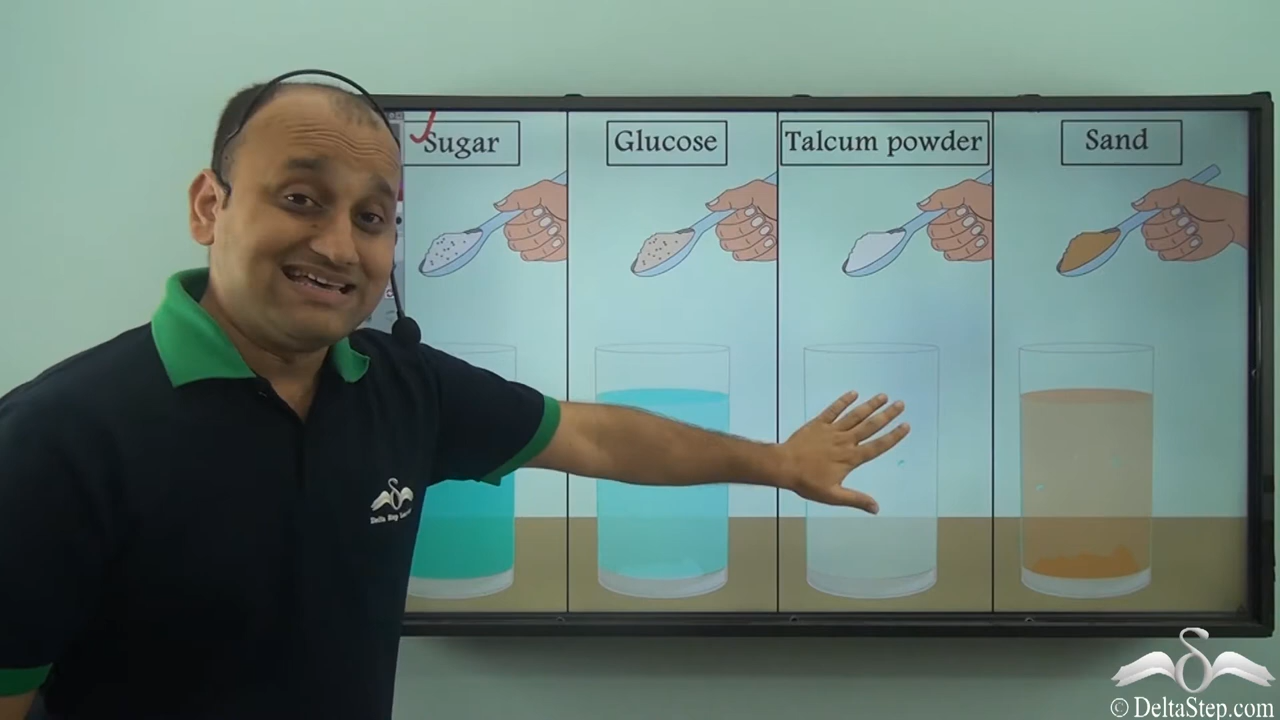 Sugar
Glucose
Talcum powder
Sand
© DeltaStep.com